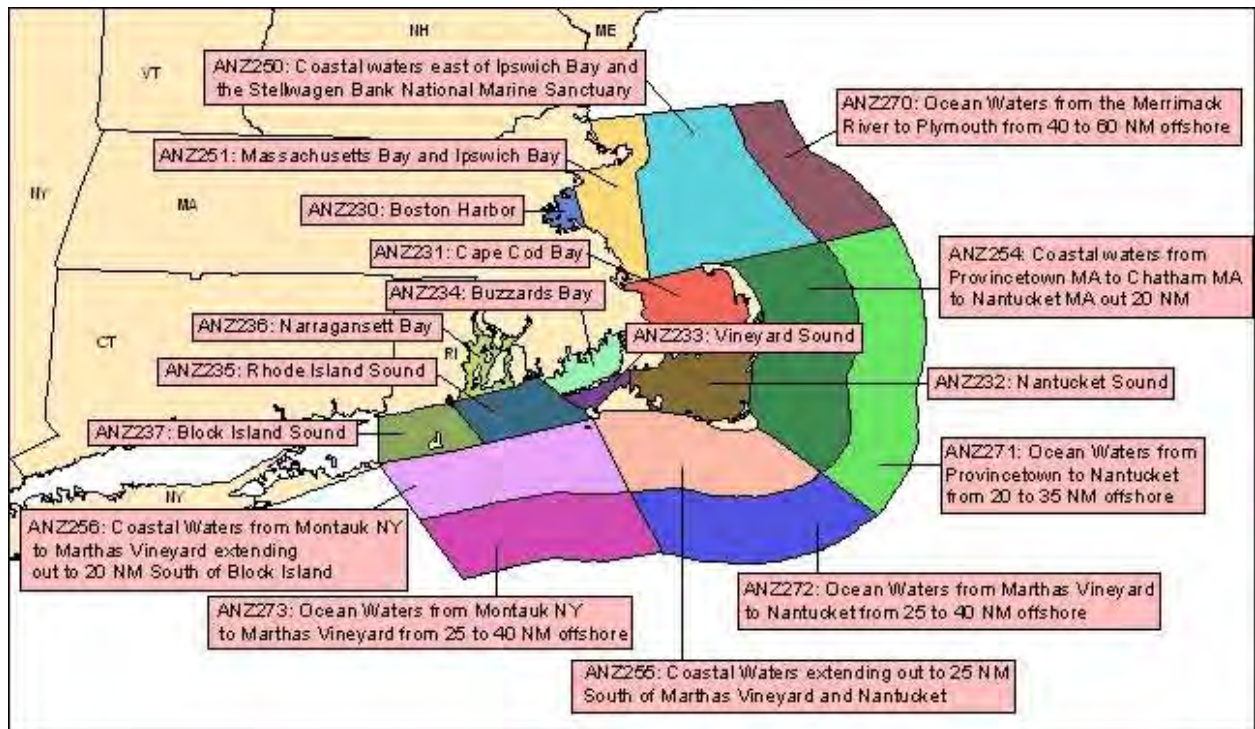 NH
ME
VT
ANZ250: Coastal waters east of Ipswich Bay and
the Stellwagen Bank National Marine Sanctuary
ANZ270: Ocean Waters from the Merrimack
River to Plymouth from 40 to 60 NM offshore
ANZ251: Massachusetts Bay and Ipswich Bay
NY
MA
ANZ230: Boston Harbor
ANZ231: Cape Cod Bay
ANZ254: Coastal waters from
Provincetown MA to Chatham MA
to Nantucket MA out 20 NM
ANZ234: Buzzards Bay
ANZ236: Narragansett Bay
ANZ233: Vineyard Sound
CT
RI
ANZ235: Rhode Island Sound
ANZ232: Nantucket Sound
ANZ237: Block Island Sound
ANZ271: Ocean Waters from
Provincetown to Nantucket
from 20 to 35 NM offshore
NY
ANZ256: Coastal Waters from Montauk NY
to Marthas Vineyard extending
out to 20 NM South of Block Island
ANZ272: Ocean Waters from Marthas Vineyard
to Nantucket from 25 to 40 NM offshore
ANZ273: Ocean Waters from Montauk NY
to Marthas Vineyard from 25 to 40 NM offshore
ANZ255: Coastal Waters extending out to 25 NM
South of Marthas Vineyard and Nantucket